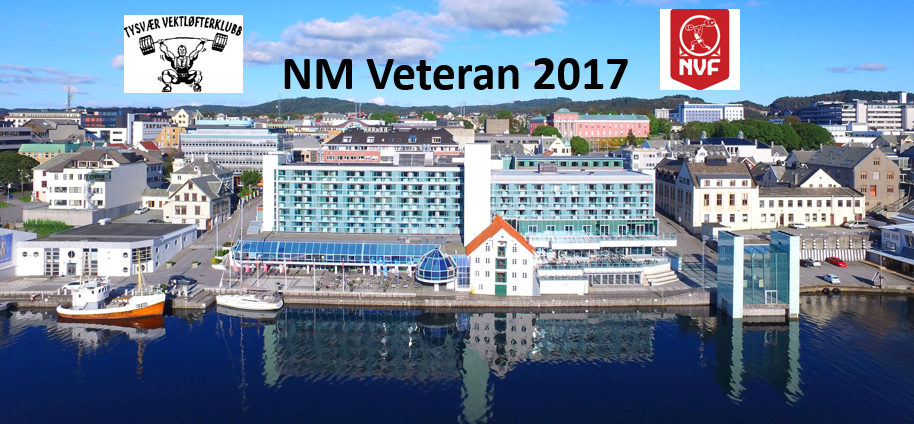 TYSVÆR VEKTLØFTERKLUBB
NM Veteran 2017
NVF